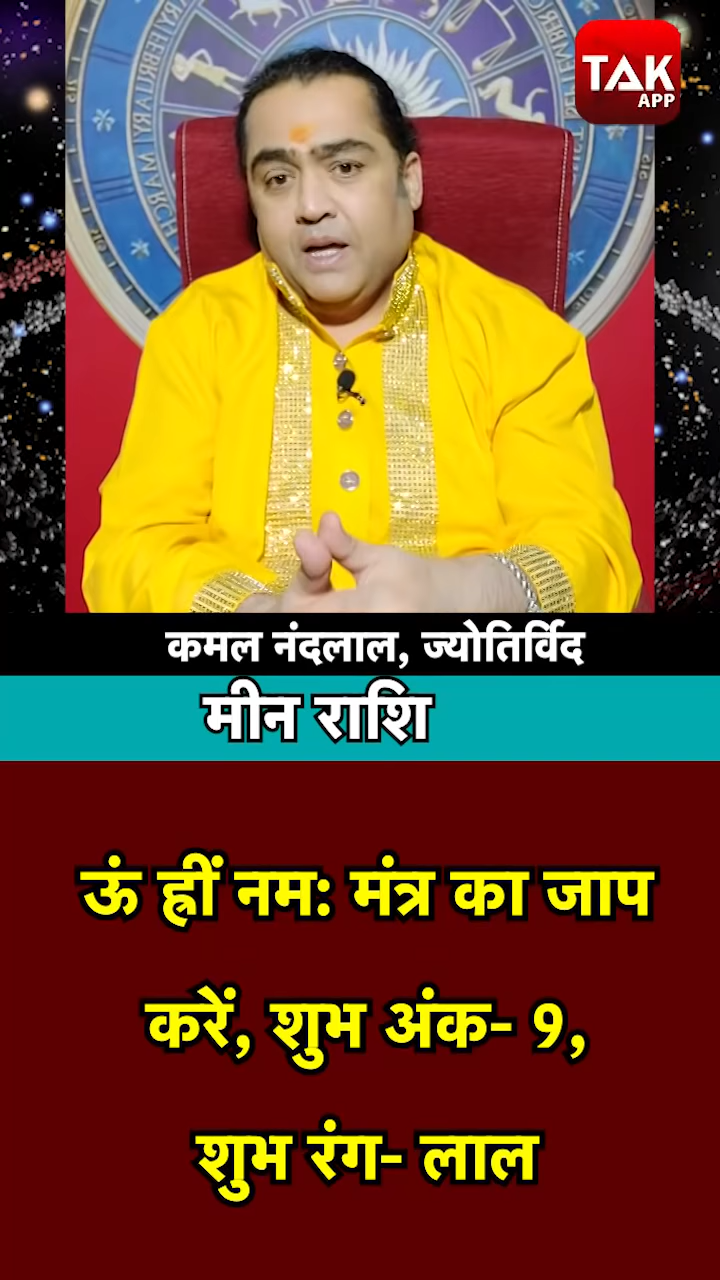 TAK
APP
कमल नंदलाल, ज्योतिर्विद
मीन राशि
ऊं ह्रीं नम: मंत्र का जाप
करें, शुभ अंक- 9,
शुभ रंग- लाल